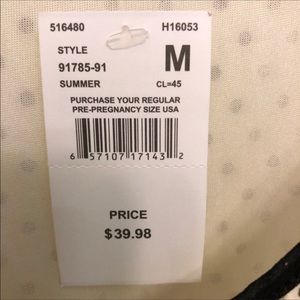 516480 H16053
STYLE M
91785-91
SUMMER CL=45
PURCHASE YOUR REGULAR
PRE-PREGNANCY SIZE USA
6 57107 17143 2
PRICE
$39.98